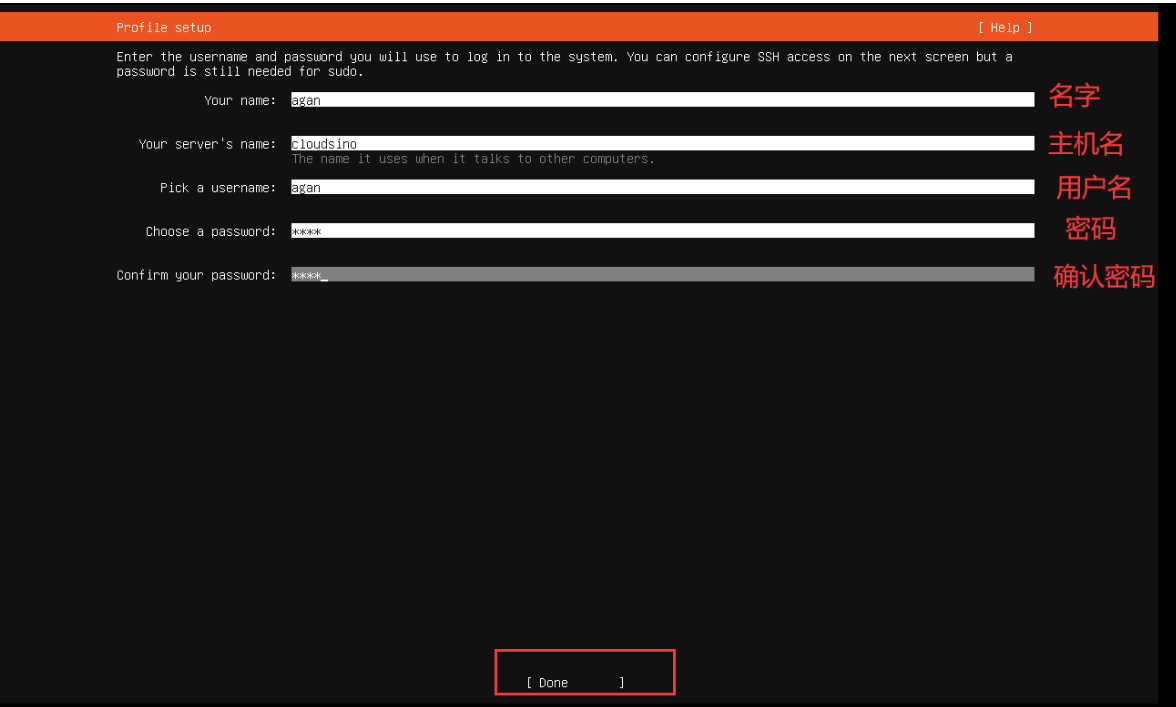 Profile setup [ Help ]
Enter the username and password you will use to log in to the system. You can configure SSH access on the next screen but a
password is still needed for sudo.
Your name: agan 名字
Your server's name: cloudsino 主机名
The name it uses when it talks to other computers.
Pick a username: agan 用户名
Choose a password: **** 密码
Confirm your password: ****_ 确认密码
[ Done ]